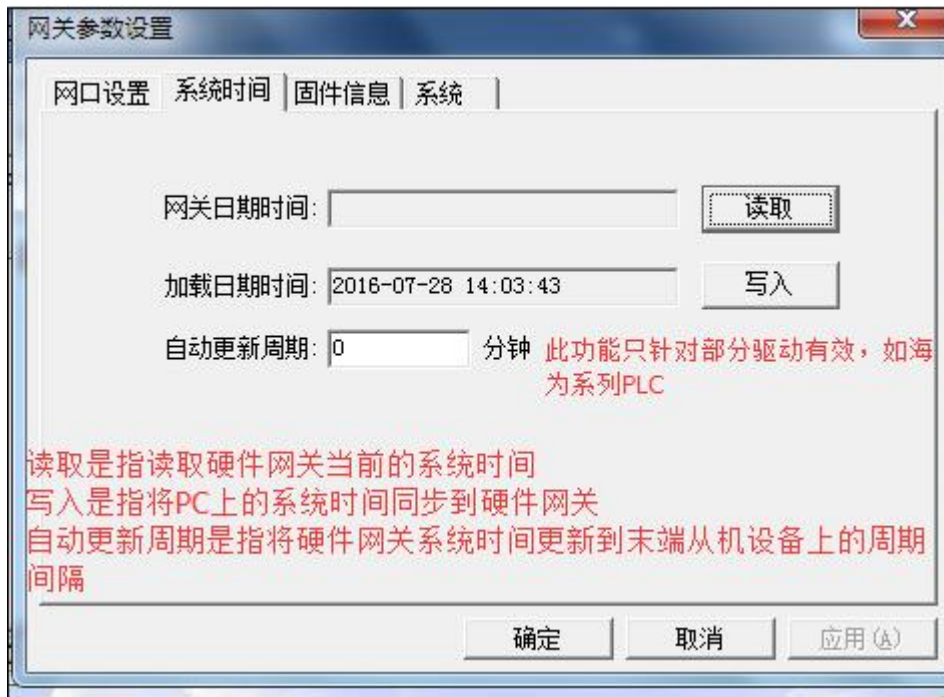 网关参数设置
网口设置 系统时间 固件信息 系统
网关日期时间: 读取
加载日期时间: 2016-07-28 14:03:43 写入
自动更新周期: 0 分钟 此功能只针对部分驱动有效，如海
为系列PLC
读取是指读取硬件网关当前的系统时间
写入是指将PC上的系统时间同步到硬件网关
自动更新周期是指将硬件网关系统时间更新到末端从机设备上的周期
间隔
确定 取消 应用(A)